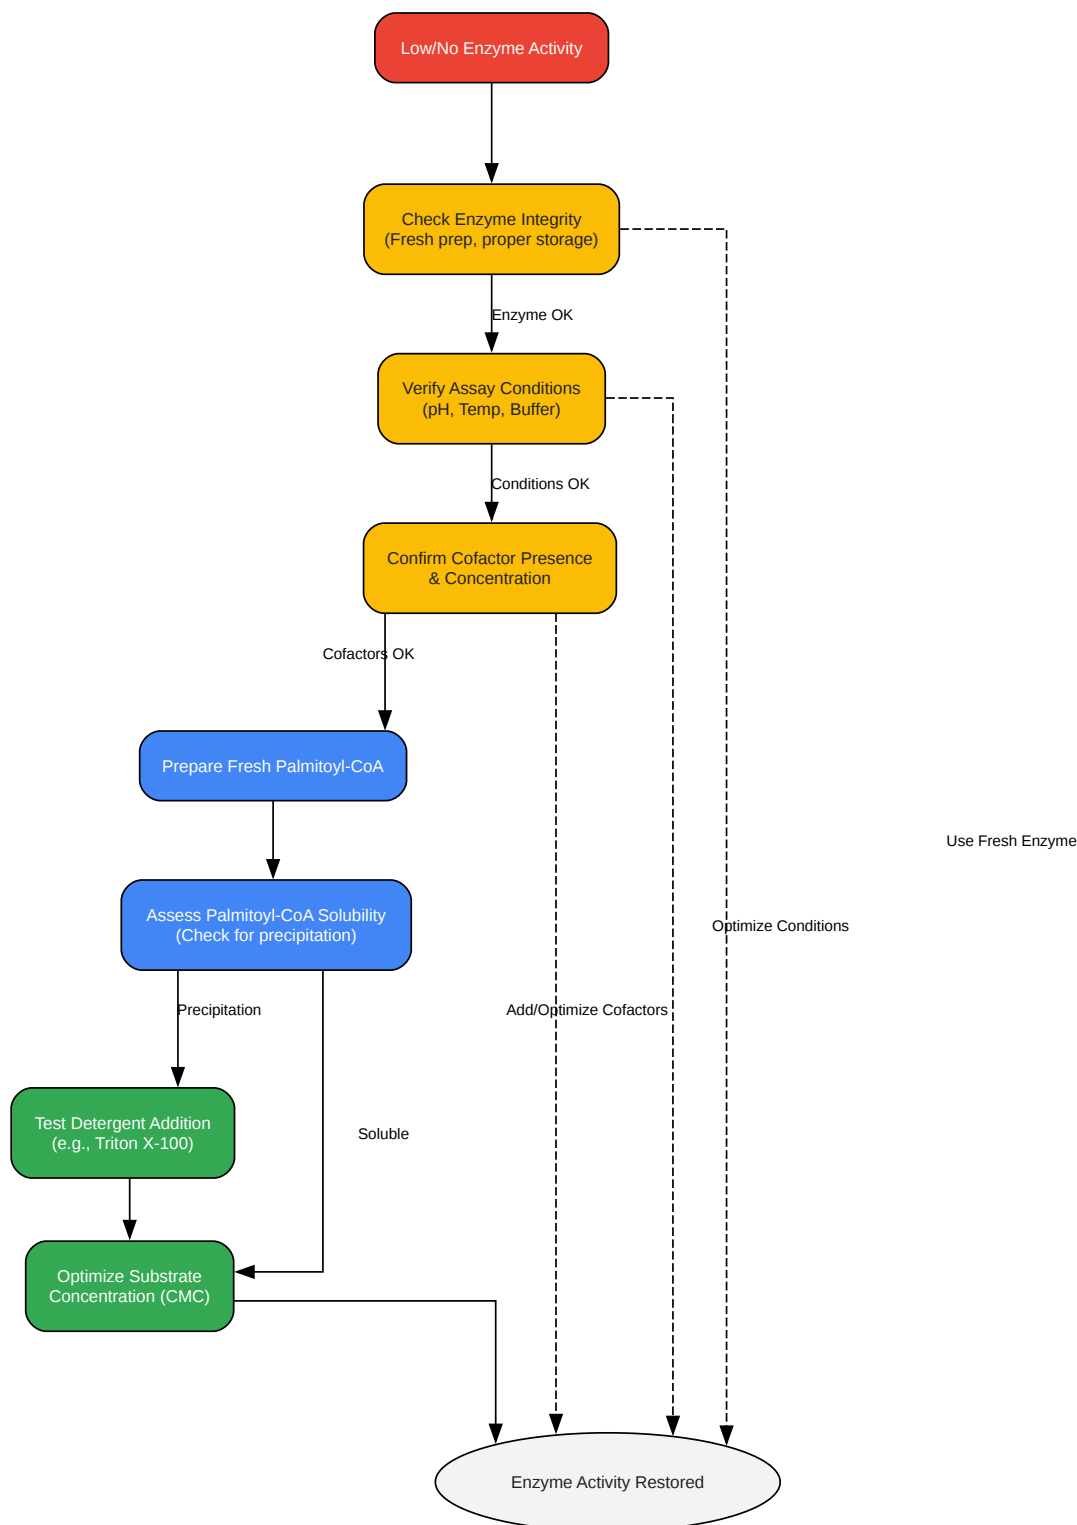 Low/No Enzyme Activity
Check Enzyme Integrity
(Fresh prep, proper storage)
Enzyme OK
Verify Assay Conditions
(pH, Temp, Buffer)
Conditions OK
Confirm Cofactor Presence
& Concentration
Cofactors OK
Prepare Fresh Palmitoyl-CoA
Use Fresh Enzyme
Assess Palmitoyl-CoA Solubility
(Check for precipitation)
Optimize Conditions
Precipitation
Add/Optimize Cofactors
Test Detergent Addition
(e.g., Triton X-100)
Soluble
Optimize Substrate
Concentration (CMC)
Enzyme Activity Restored